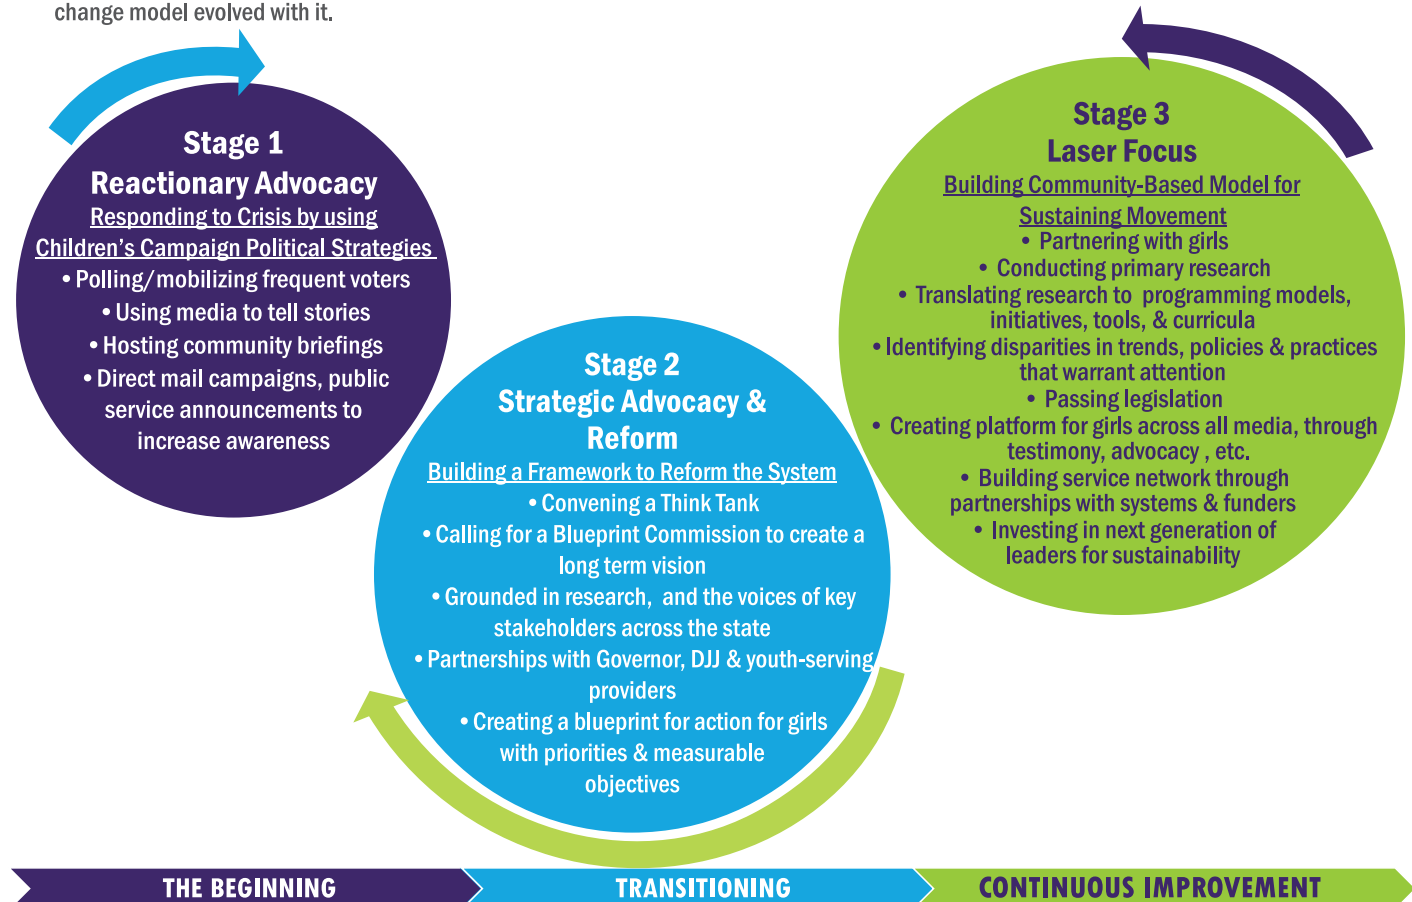 change model evolved with it.
Stage 1
Reactionary Advocacy
Responding to Crisis by using
Children’s Campaign Political Strategies
• Polling/mobilizing frequent voters
• Using media to tell stories
• Hosting community briefings
• Direct mail campaigns, public
service announcements to
increase awareness
Stage 2
Strategic Advocacy &
Reform
Building a Framework to Reform the System
• Convening a Think Tank
• Calling for a Blueprint Commission to create a
long term vision
• Grounded in research, and the voices of key
stakeholders across the state
• Partnerships with Governor, DJJ & youth-serving
providers
• Creating a blueprint for action for girls
with priorities & measurable
objectives
Stage 3
Laser Focus
Building Community-Based Model for
Sustaining Movement
• Partnering with girls
• Conducting primary research
• Translating research to programming models,
initiatives, tools, & curricula
• Identifying disparities in trends, policies & practices
that warrant attention
• Passing legislation
• Creating platform for girls across all media, through
testimony, advocacy , etc.
• Building service network through
partnerships with systems & funders
• Investing in next generation of
leaders for sustainability
THE BEGINNING
TRANSITIONING
CONTINUOUS IMPROVEMENT